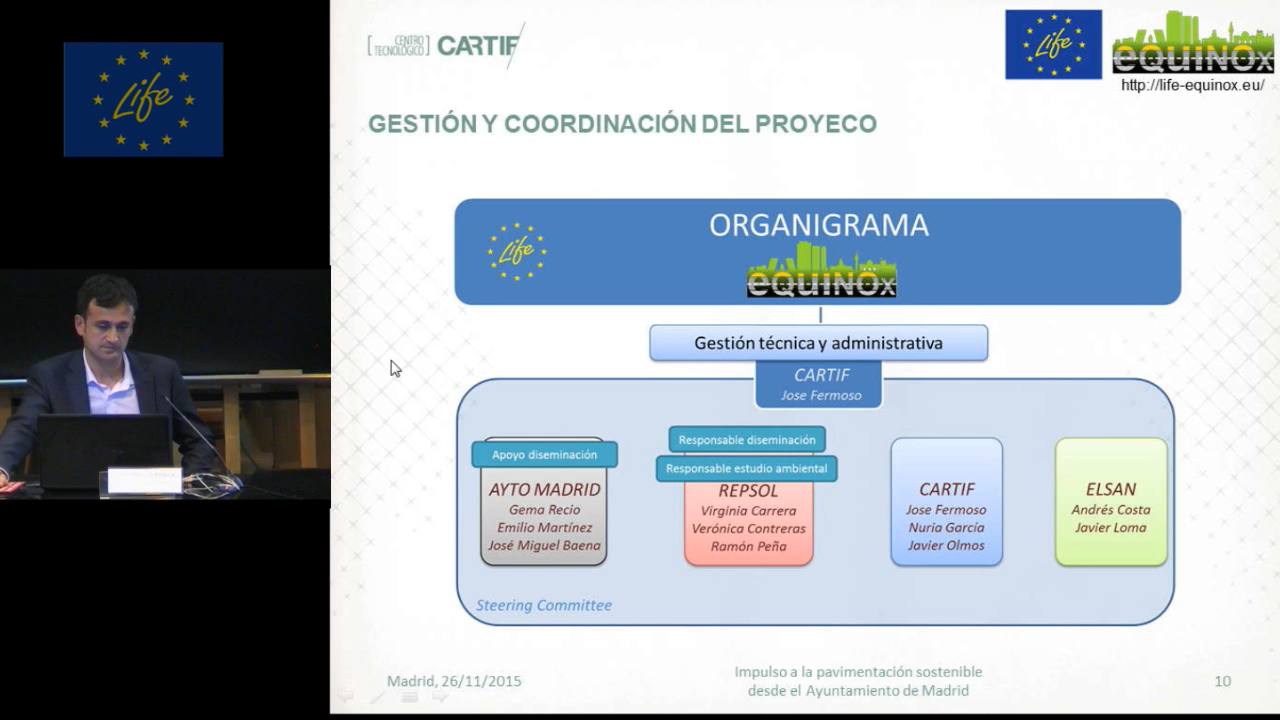 Life
[CENTRO TECNOLÓGICO] CARTIF
Life
eQUINOx
http://life-equinox.eu/
GESTIÓN Y COORDINACIÓN DEL PROYECO
ORGANIGRAMA
Life
eQUINOx
Gestión técnica y administrativa
CARTIF
Jose Fermoso
Apoyo diseminación
AYTO MADRID
Gema Recio
Emilio Martínez
José Miguel Baena
Responsable diseminación
Responsable estudio ambiental
REPSOL
Virginia Carrera
Verónica Contreras
Ramón Peña
CARTIF
Jose Fermoso
Nuria García
Javier Olmos
ELSAN
Andrés Costa
Javier Loma
Steering Committee
Madrid, 26/11/2015
Impulso a la pavimentación sostenible
desde el Ayuntamiento de Madrid
10